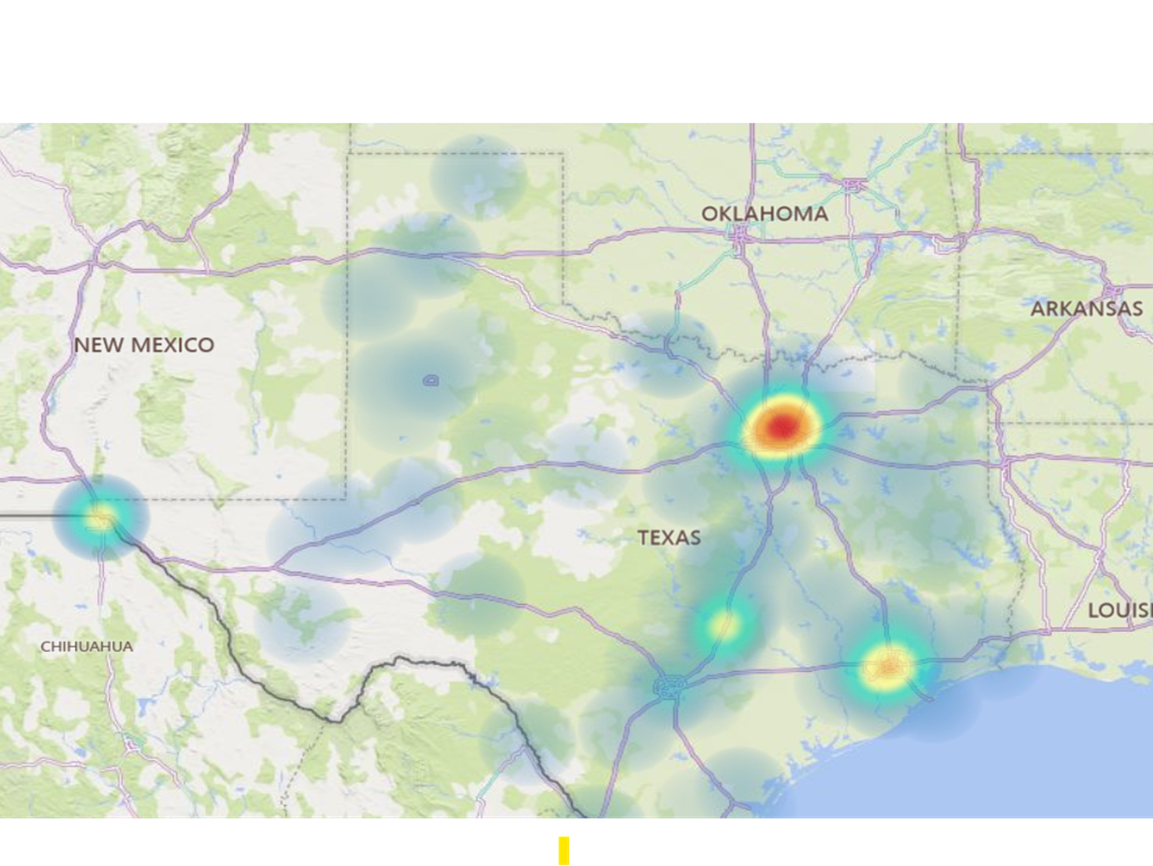 OKLAHOMA
ARKANSAS
NEW MEXICO
TEXAS
LOUISI
CHIHUAHUA